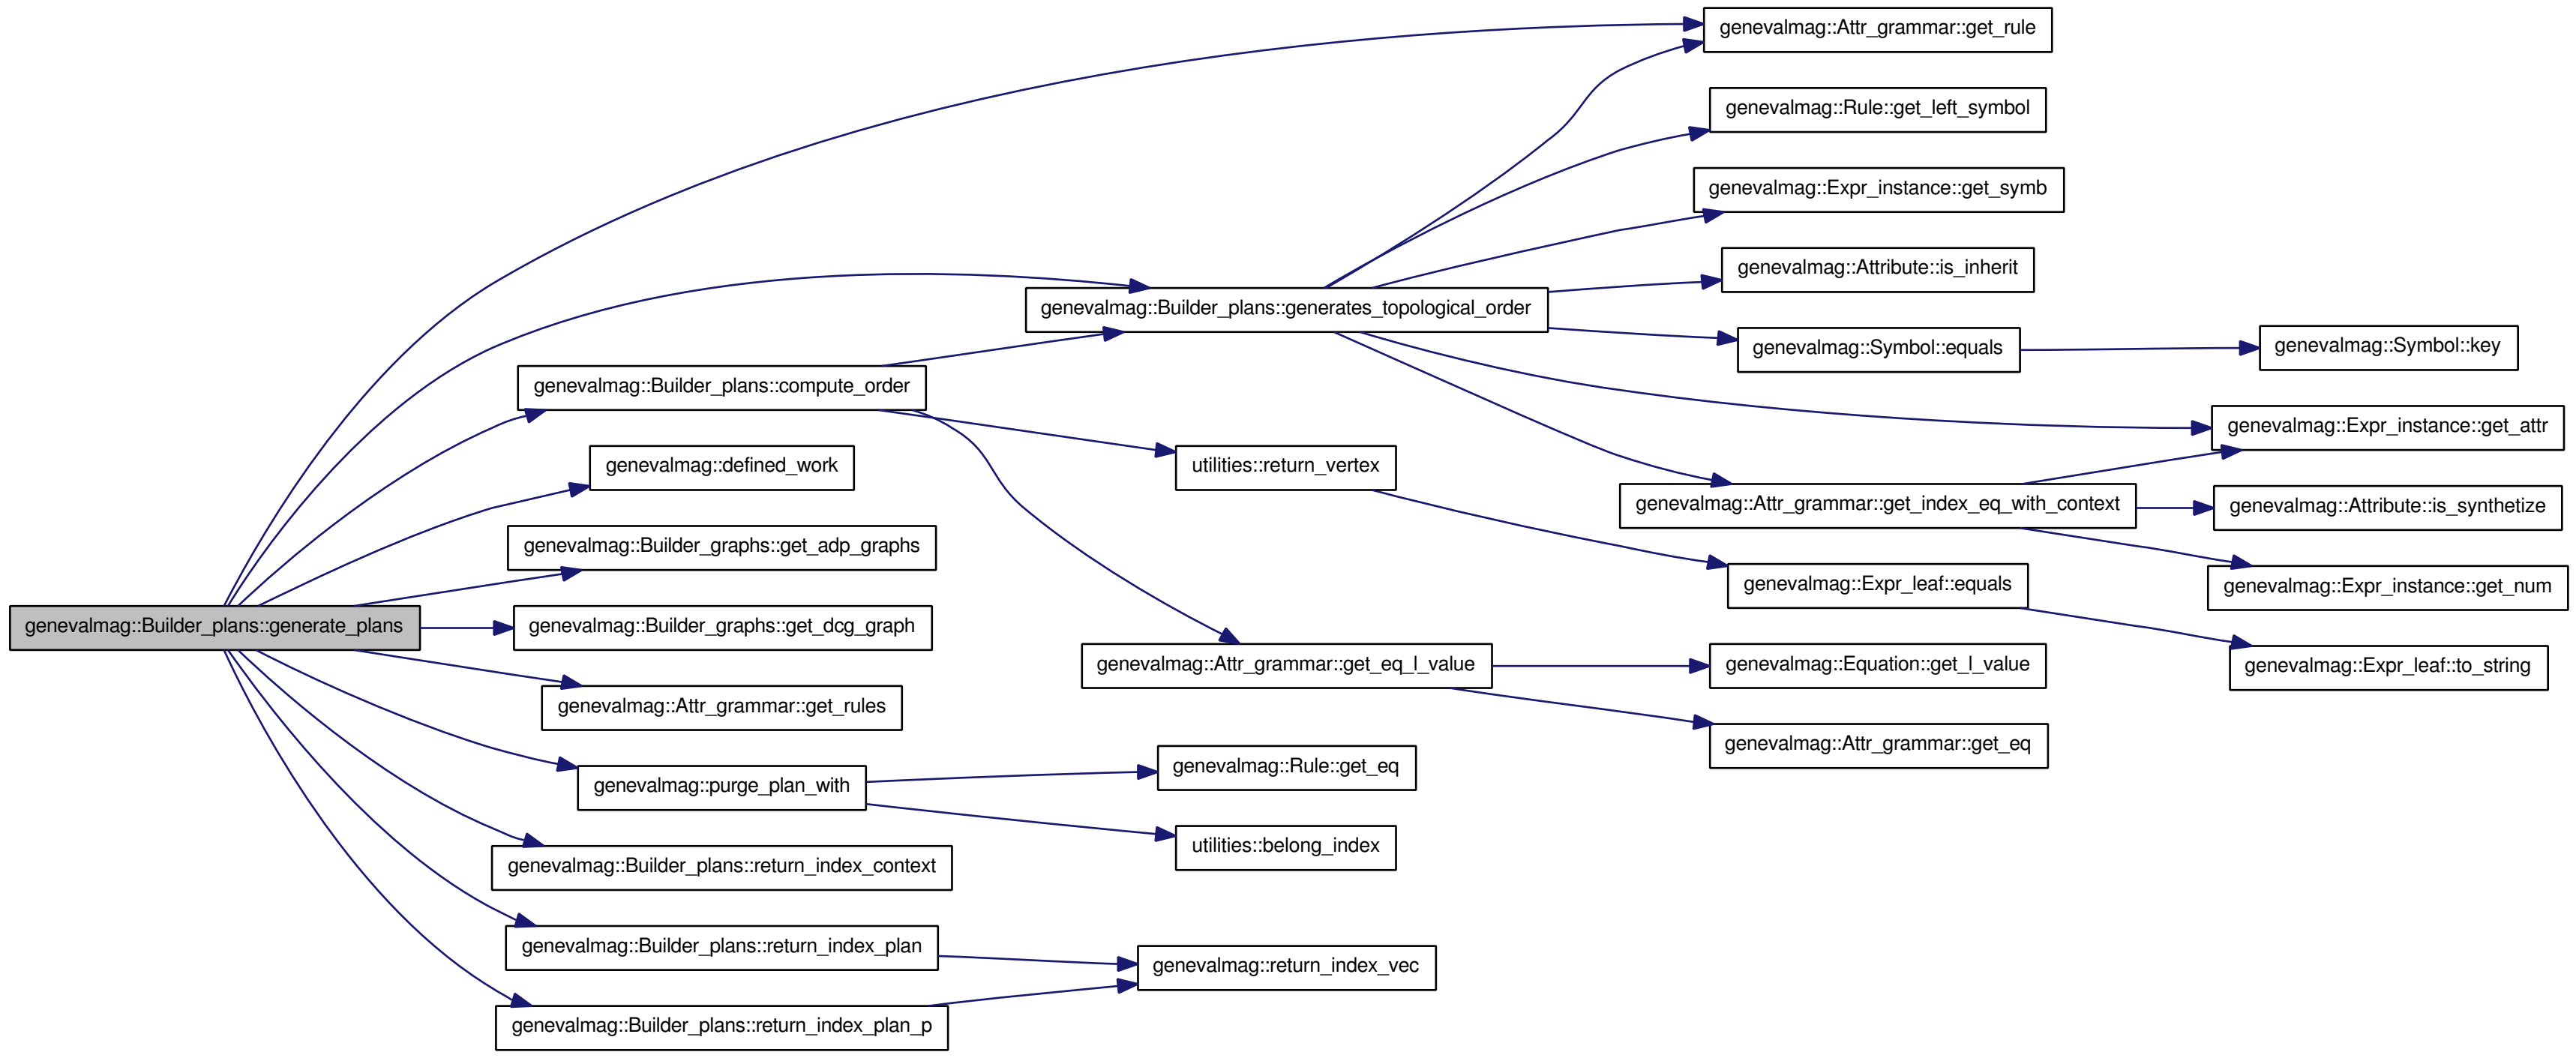 genevalmag::Attr_grammar::get_rule
genevalmag::Rule::get_left_symbol
genevalmag::Expr_instance::get_symb
genevalmag::Attribute::is_inherit
genevalmag::Builder_plans::generates_topological_order
genevalmag::Symbol::equals
genevalmag::Symbol::key
genevalmag::Builder_plans::compute_order
genevalmag::Expr_instance::get_attr
genevalmag::defined_work
utilities::return_vertex
genevalmag::Attr_grammar::get_index_eq_with_context
genevalmag::Attribute::is_synthetize
genevalmag::Builder_graphs::get_adp_graphs
genevalmag::Expr_leaf::equals
genevalmag::Expr_instance::get_num
genevalmag::Builder_plans::generate_plans
genevalmag::Builder_graphs::get_dcg_graph
genevalmag::Attr_grammar::get_eq_l_value
genevalmag::Equation::get_l_value
genevalmag::Expr_leaf::to_string
genevalmag::Attr_grammar::get_rules
genevalmag::Attr_grammar::get_eq
genevalmag::purge_plan_with
genevalmag::Rule::get_eq
utilities::belong_index
genevalmag::Builder_plans::return_index_context
genevalmag::Builder_plans::return_index_plan
genevalmag::return_index_vec
genevalmag::Builder_plans::return_index_plan_p